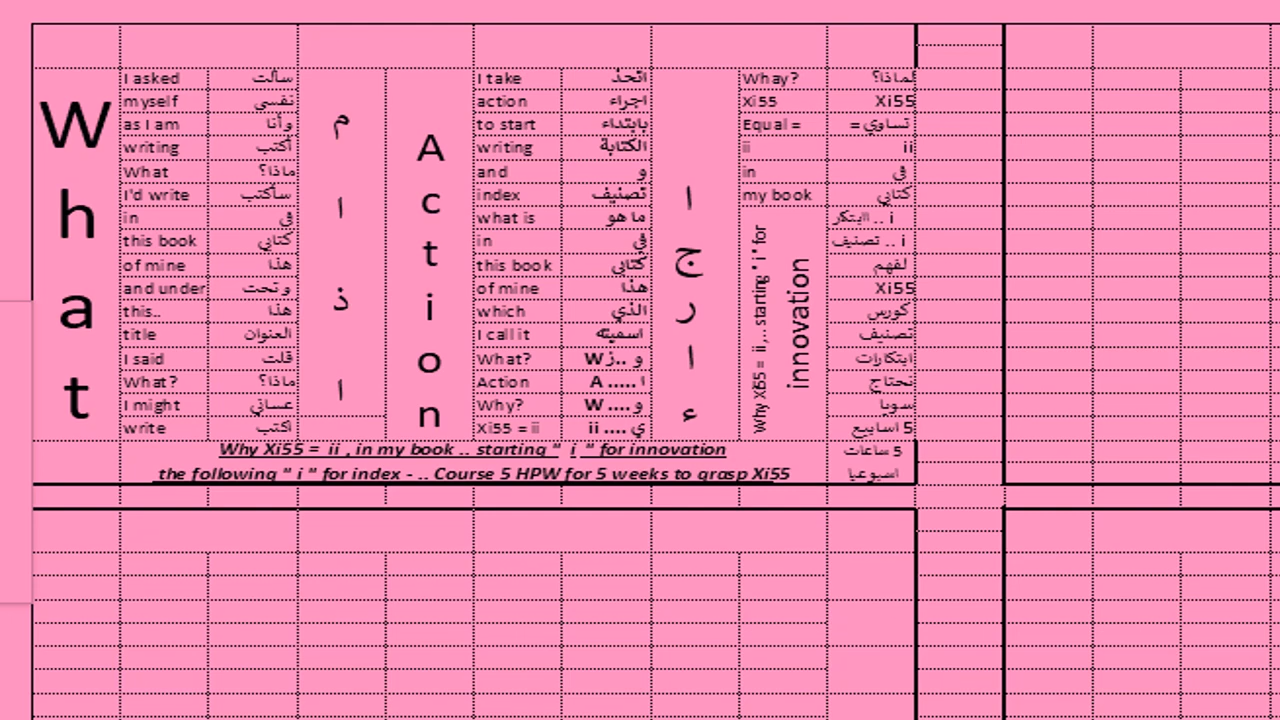 What
I asked سألت
myself نفسي
as I am وأنا
writing أكتب
What ماذا؟
I'd write سأكتب
in في
this book كتابي
of mine هذا
and under وتحت
this.. هذا
title العنوان
I said قلت
What? ماذا؟
I might عساني
write اكتب
م ا ذ ا
Action
I take اتخذ
action اجراء
to start بابتداء
writing الكتابة
and و
index تصنيف
what is ما هو
in في
this book كتابي
of mine هذا
which الذي
I call it اسميته
What? W و ..ز
Action A ..... ا
Why? W .... و
Xi55 = ii ii .... ي
ا ج ر ا ء
Whay? لماذا؟
Xi55 Xi55
Equal = تساوي =
ii ii
in في
my book كتابي
Why Xi55 = ii,.. starting " i " for
innovation
i .. الابتكار
i .. تصنيف
لفهم
Xi55
كورس
تصنيف
ابتكارات
نحتاج
سويا
5 اسابيع
5 ساعات
اسبوعيا
Why Xi55 = ii , in my book .. starting " i " for innovation
the following " i " for index - .. Course 5 HPW for 5 weeks to grasp Xi55